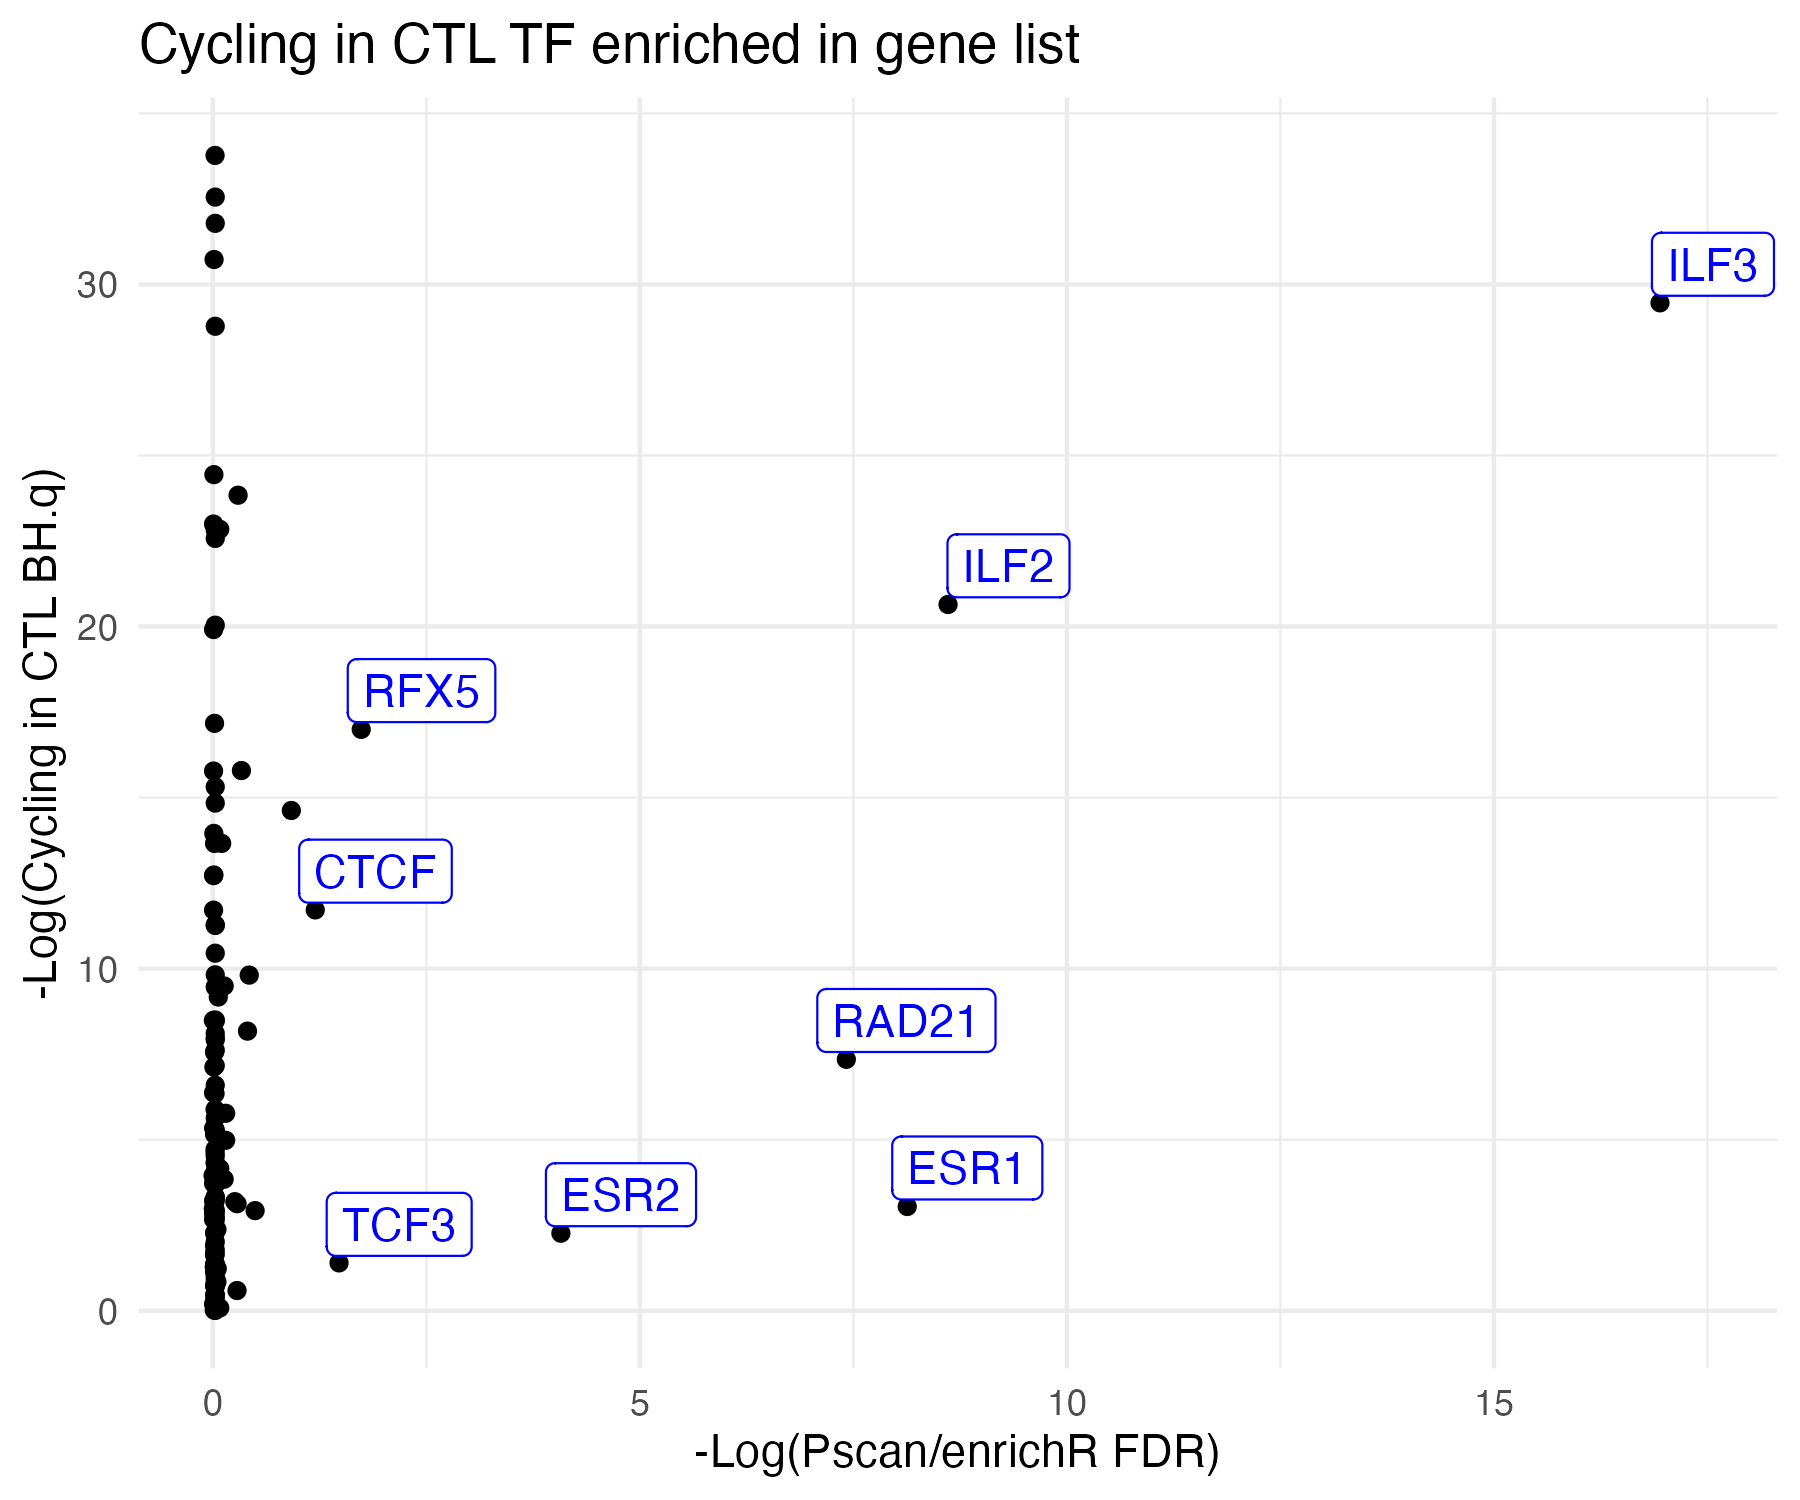 Cycling in CTL TF enriched in gene list
-Log(Cycling in CTL BH.q)
30
20
10
0
ILF3
ILF2
RFX5
CTCF
RAD21
ESR1
ESR2
TCF3
0 5 10 15
-Log(Pscan/enrichR FDR)